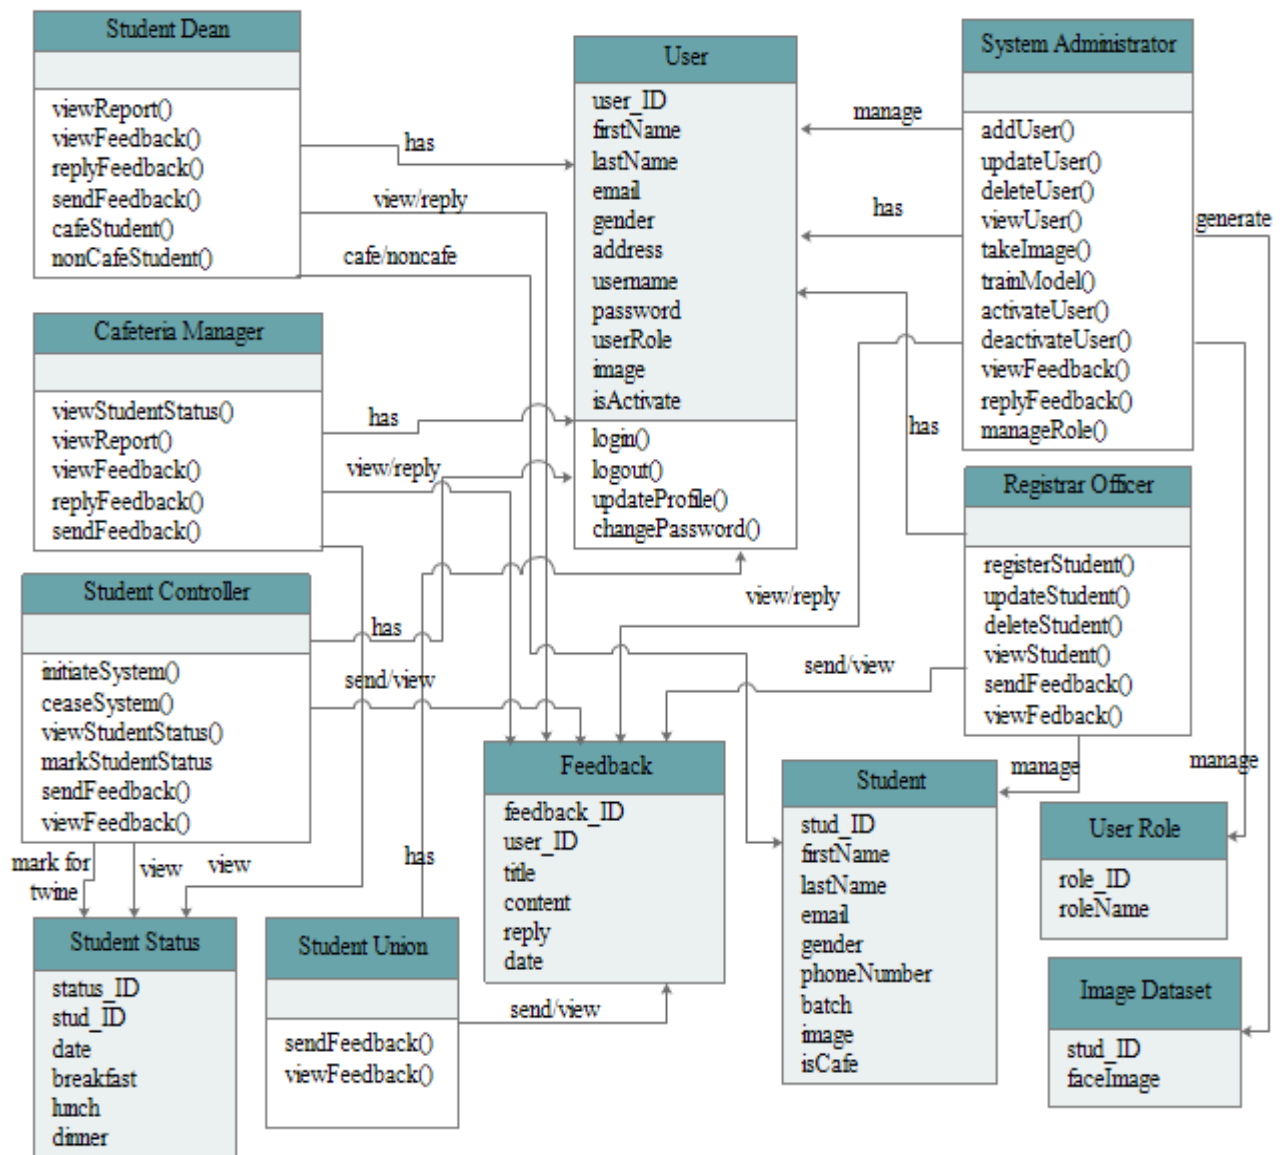 Student Dean
viewReport()
viewFeedback()
replyFeedback()
sendFeedback()
cafeStudent()
nonCafeStudent()
has
view/reply
cafe/noncafe
User
user_ID
firstName
lastName
email
gender
address
username
password
userRole
image
isActivate
login()
logout()
updateProfile()
changePassword()
manage
has
System Administrator
addUser()
updateUser()
deleteUser()
viewUser()
takeImage()
trainModel()
activateUser()
deactivateUser()
viewFeedback()
replyFeedback()
manageRole()
generate
Cafeteria Manager
viewStudentStatus()
viewReport()
viewFeedback()
replyFeedback()
sendFeedback()
has
view/reply
has
Registrar Officer
registerStudent()
updateStudent()
deleteStudent()
viewStudent()
sendFeedback()
viewFedback()
view/reply
send/view
manage
manage
Student Controller
initiateSystem()
ceaseSystem()
viewStudentStatus()
markStudentStatus
sendFeedback()
viewFeedback()
has
send/view
mark for
twine
view
view
has
Feedback
feedback_ID
user_ID
title
content
reply
date
Student
stud_ID
firstName
lastName
email
gender
phoneNumber
batch
image
isCafe
User Role
role_ID
roleName
Student Status
status_ID
stud_ID
date
breakfast
lunch
dinner
Student Union
sendFeedback()
viewFeedback()
send/view
Image Dataset
stud_ID
faceImage